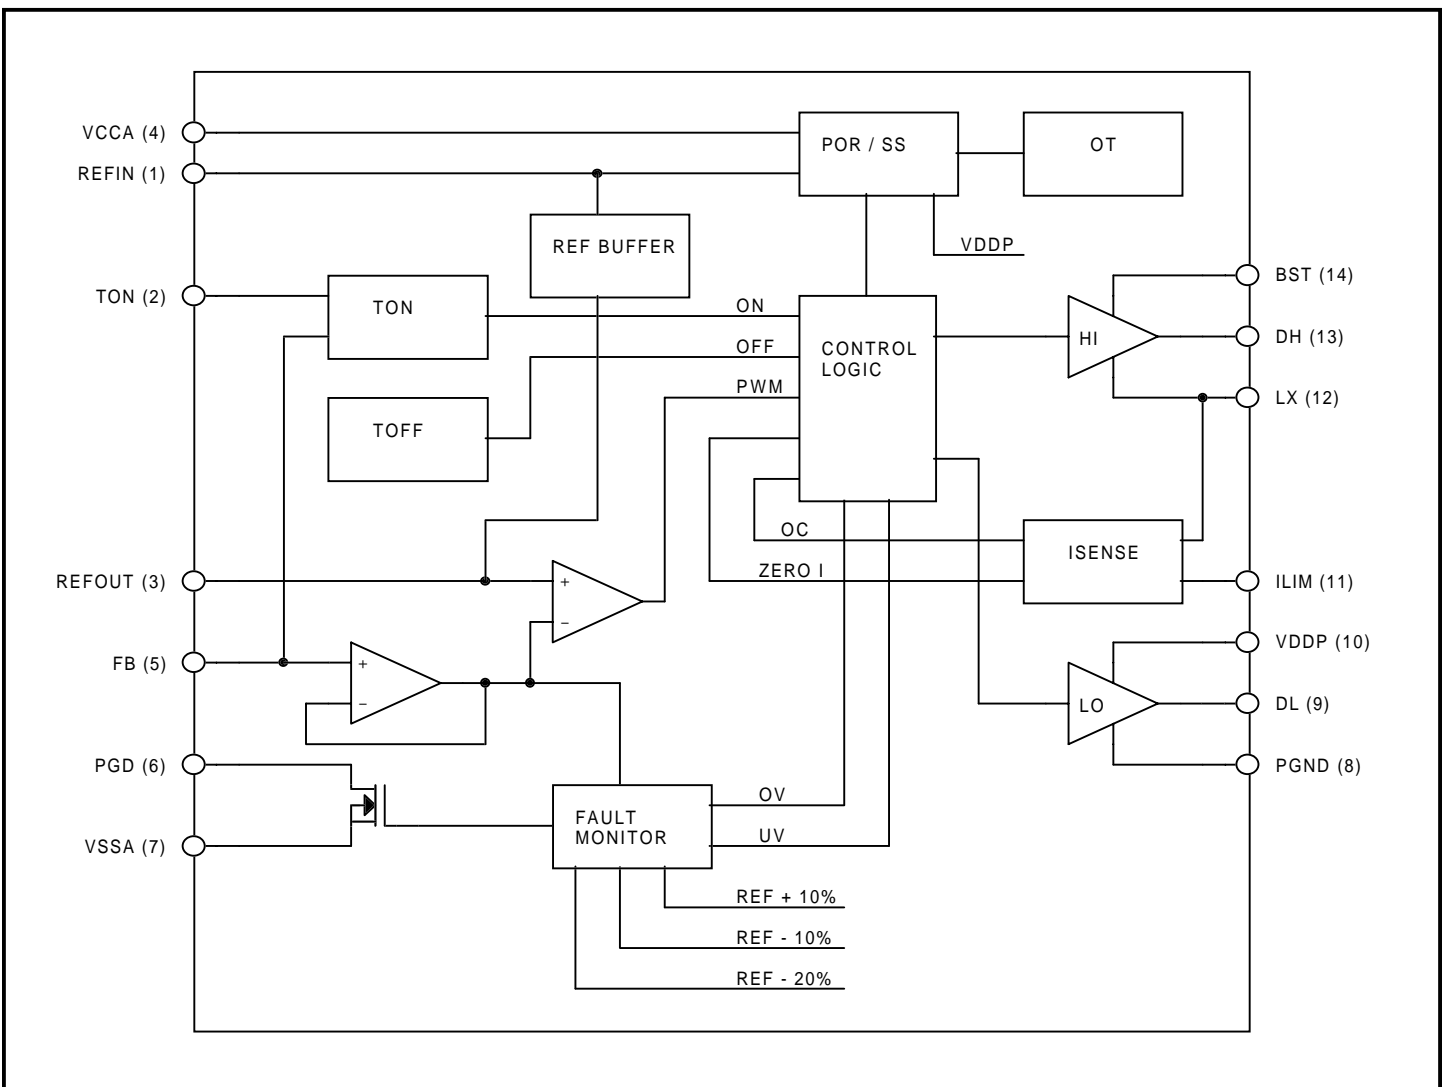 VCCA (4)
POR / SS
OT
REFIN (1)
REF BUFFER
VDDP
BST (14)
TON (2)
TON
ON
HI
DH (13)
OFF
CONTROL
LOGIC
PWM
LX (12)
TOFF
OC
ISENSE
ZERO I
ILIM (11)
REFOUT (3)
+
−
VDDP (10)
FB (5)
+
−
LO
DL (9)
PGD (6)
PGND (8)
OV
FAULT
MONITOR
UV
VSSA (7)
REF + 10%
REF - 10%
REF - 20%